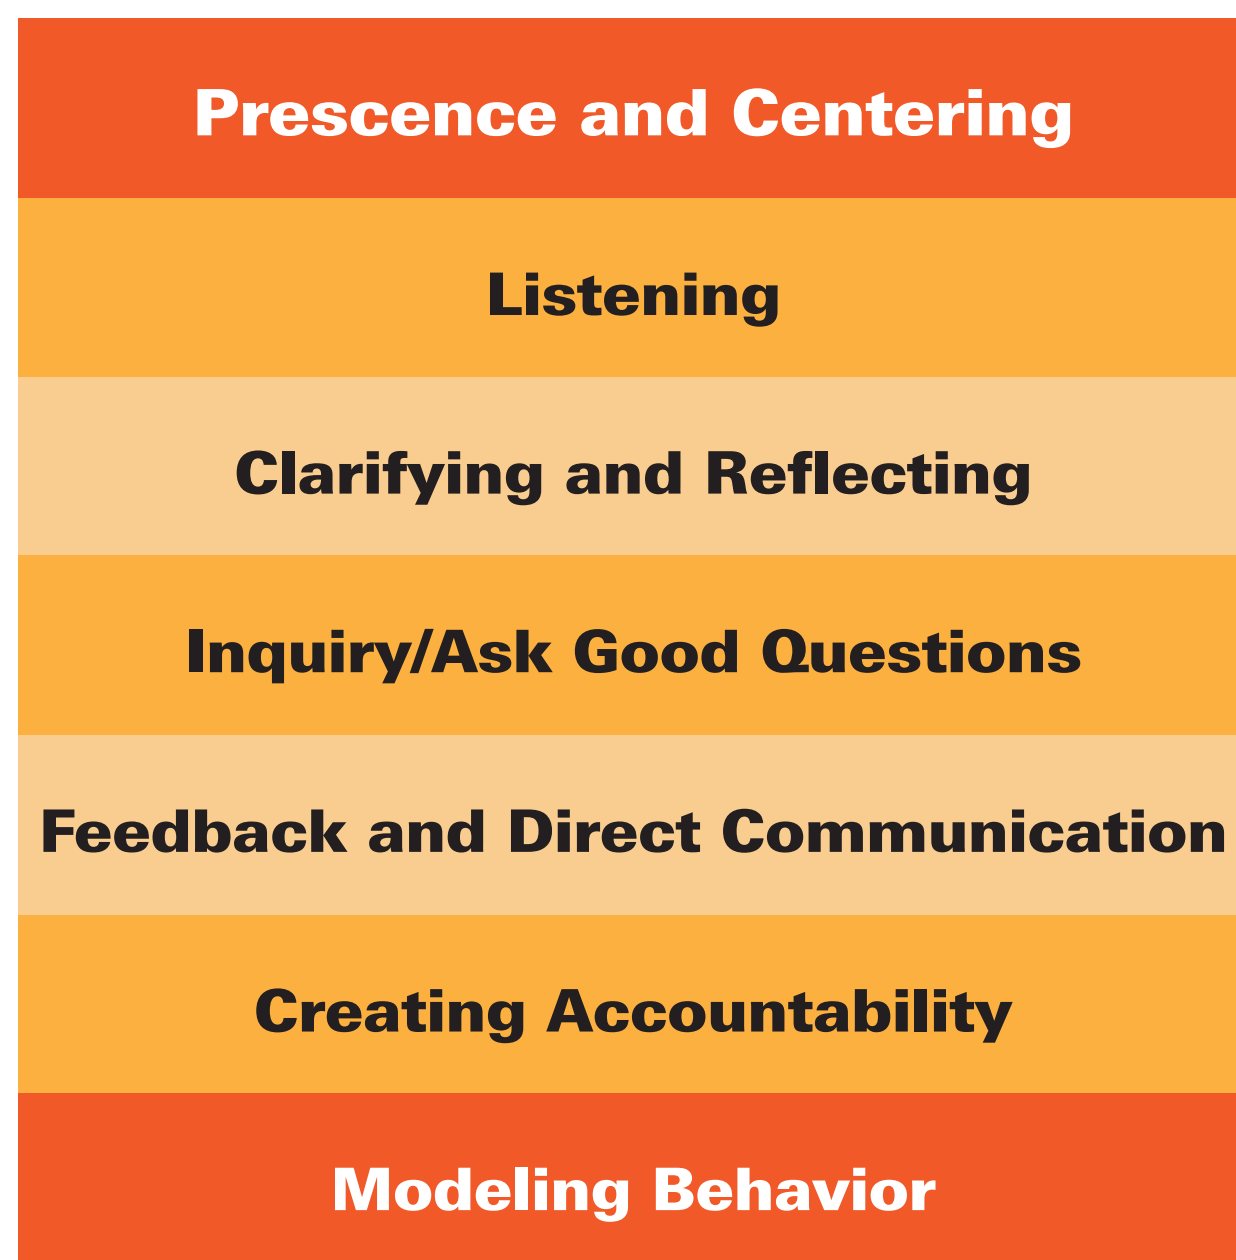 Prescence and Centering
Listening
Clarifying and Reflecting
Inquiry/Ask Good Questions
Feedback and Direct Communication
Creating Accountability
Modeling Behavior